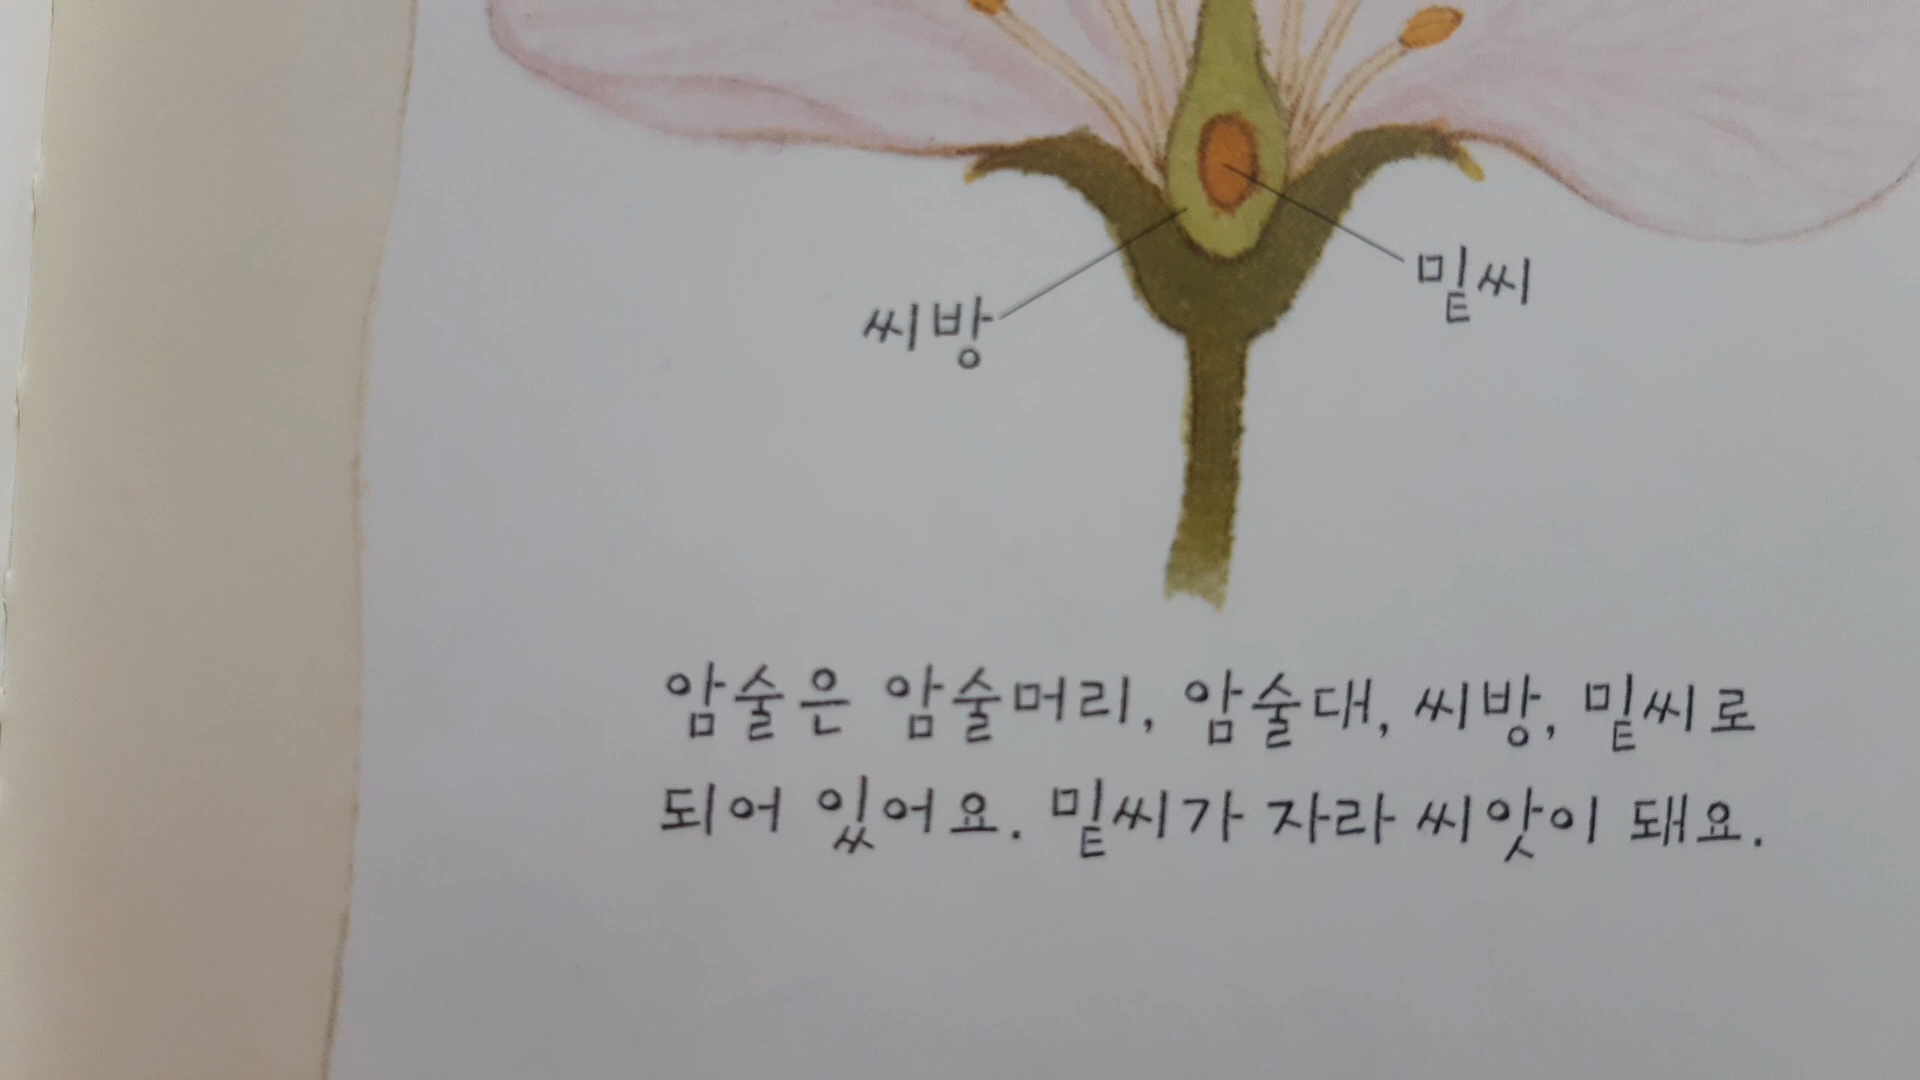 밑씨
씨방
암술은 암술머리, 암술대, 씨방, 밑씨로
되어 있어요. 밑씨가 자라 씨앗이 돼요.